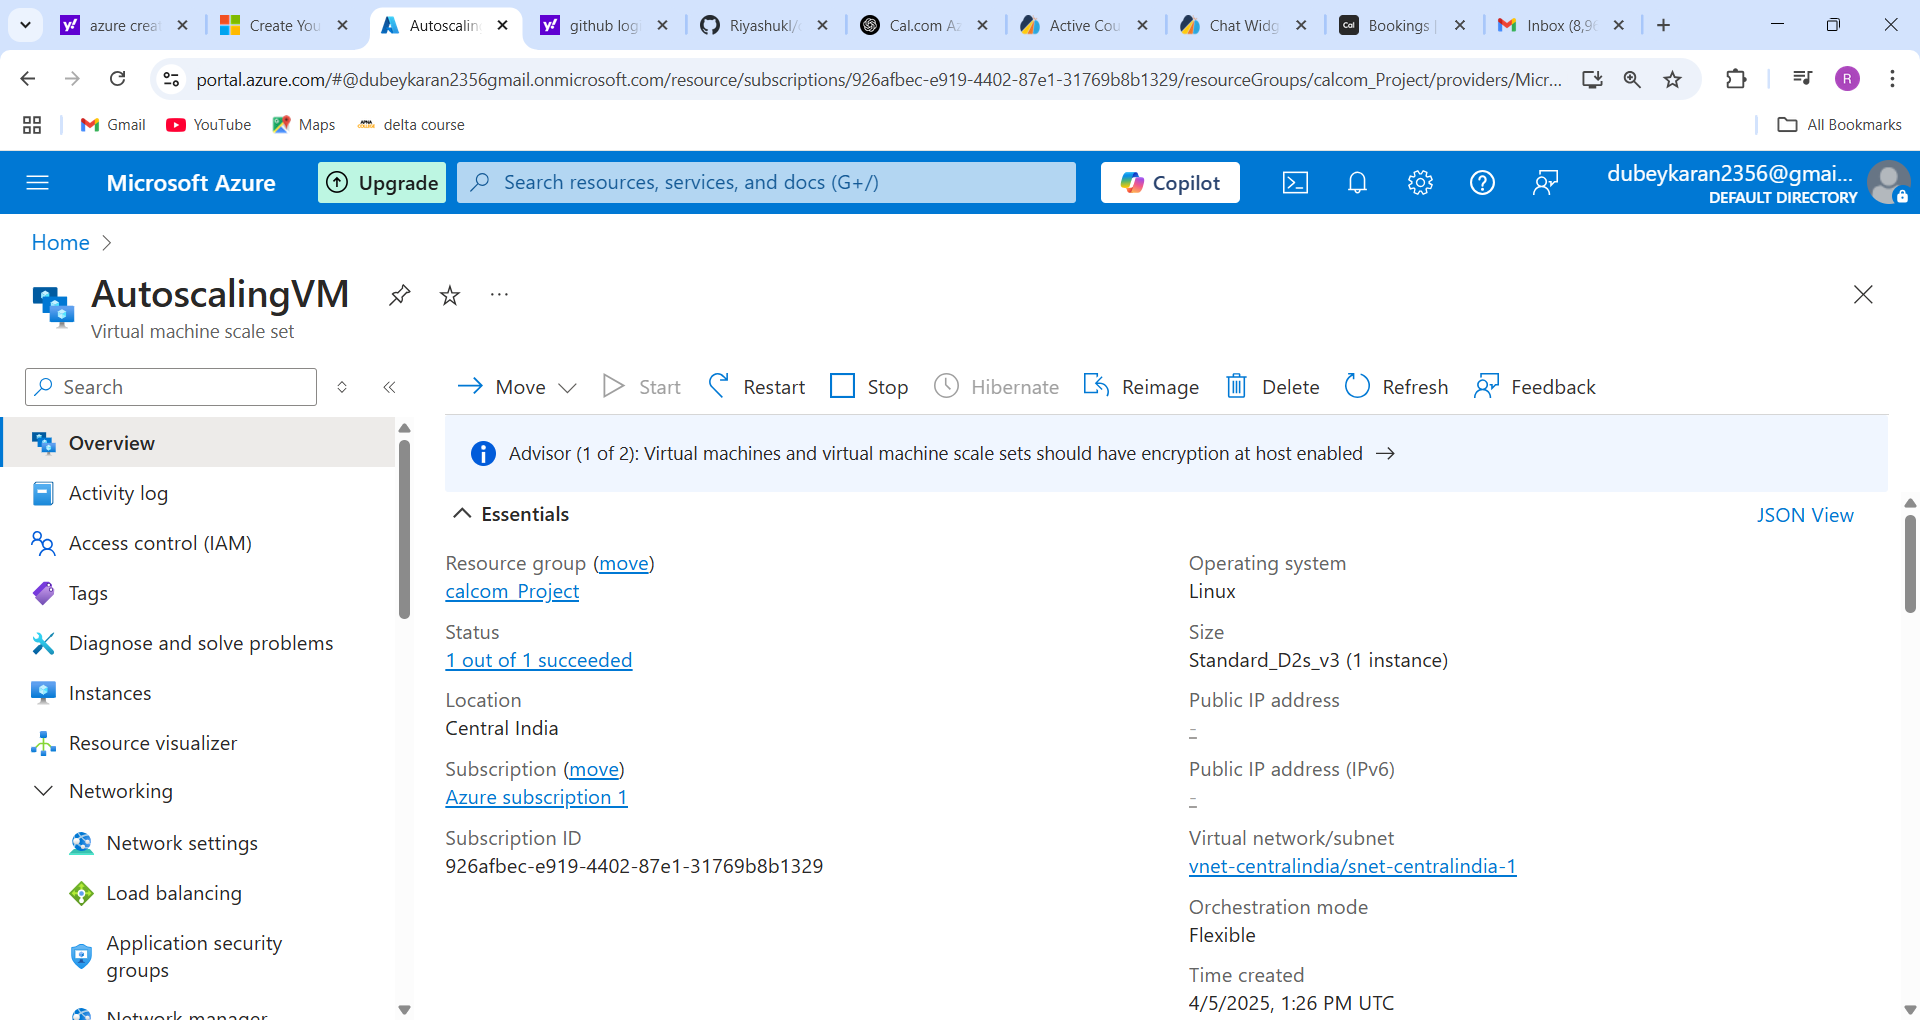 azure creat
Create You
Autoscaling
github logi
Riyashukl/c
Cal.com Az
Active Cou
Chat Widg
Cal
Bookings |
Inbox (8,96
portal.azure.com/#@dubeykaran2356gmail.onmicrosoft.com/resource/subscriptions/926afbec-e919-4402-87e1-31769b8b1329/resourceGroups/calcom_Project/providers/Micr...
R
Gmail
YouTube
Maps
delta course
All Bookmarks
Microsoft Azure
Upgrade
Search resources, services, and docs (G+/)
Copilot
dubeykaran2356@gmai...
DEFAULT DIRECTORY
Home
AutoscalingVM
Virtual machine scale set
Search
Move
Start
Restart
Stop
Hibernate
Reimage
Delete
Refresh
Feedback
Overview
Activity log
Access control (IAM)
Tags
Diagnose and solve problems
Instances
Resource visualizer
Networking
Network settings
Load balancing
Application security
groups
Network manager
Advisor (1 of 2): Virtual machines and virtual machine scale sets should have encryption at host enabled
Essentials
JSON View
Resource group (move)
calcom_Project
Status
1 out of 1 succeeded
Location
Central India
Subscription (move)
Azure subscription 1
Subscription ID
926afbec-e919-4402-87e1-31769b8b1329
Operating system
Linux
Size
Standard_D2s_v3 (1 instance)
Public IP address
-
Public IP address (IPv6)
-
Virtual network/subnet
vnet-centralindia/snet-centralindia-1
Orchestration mode
Flexible
Time created
4/5/2025, 1:26 PM UTC